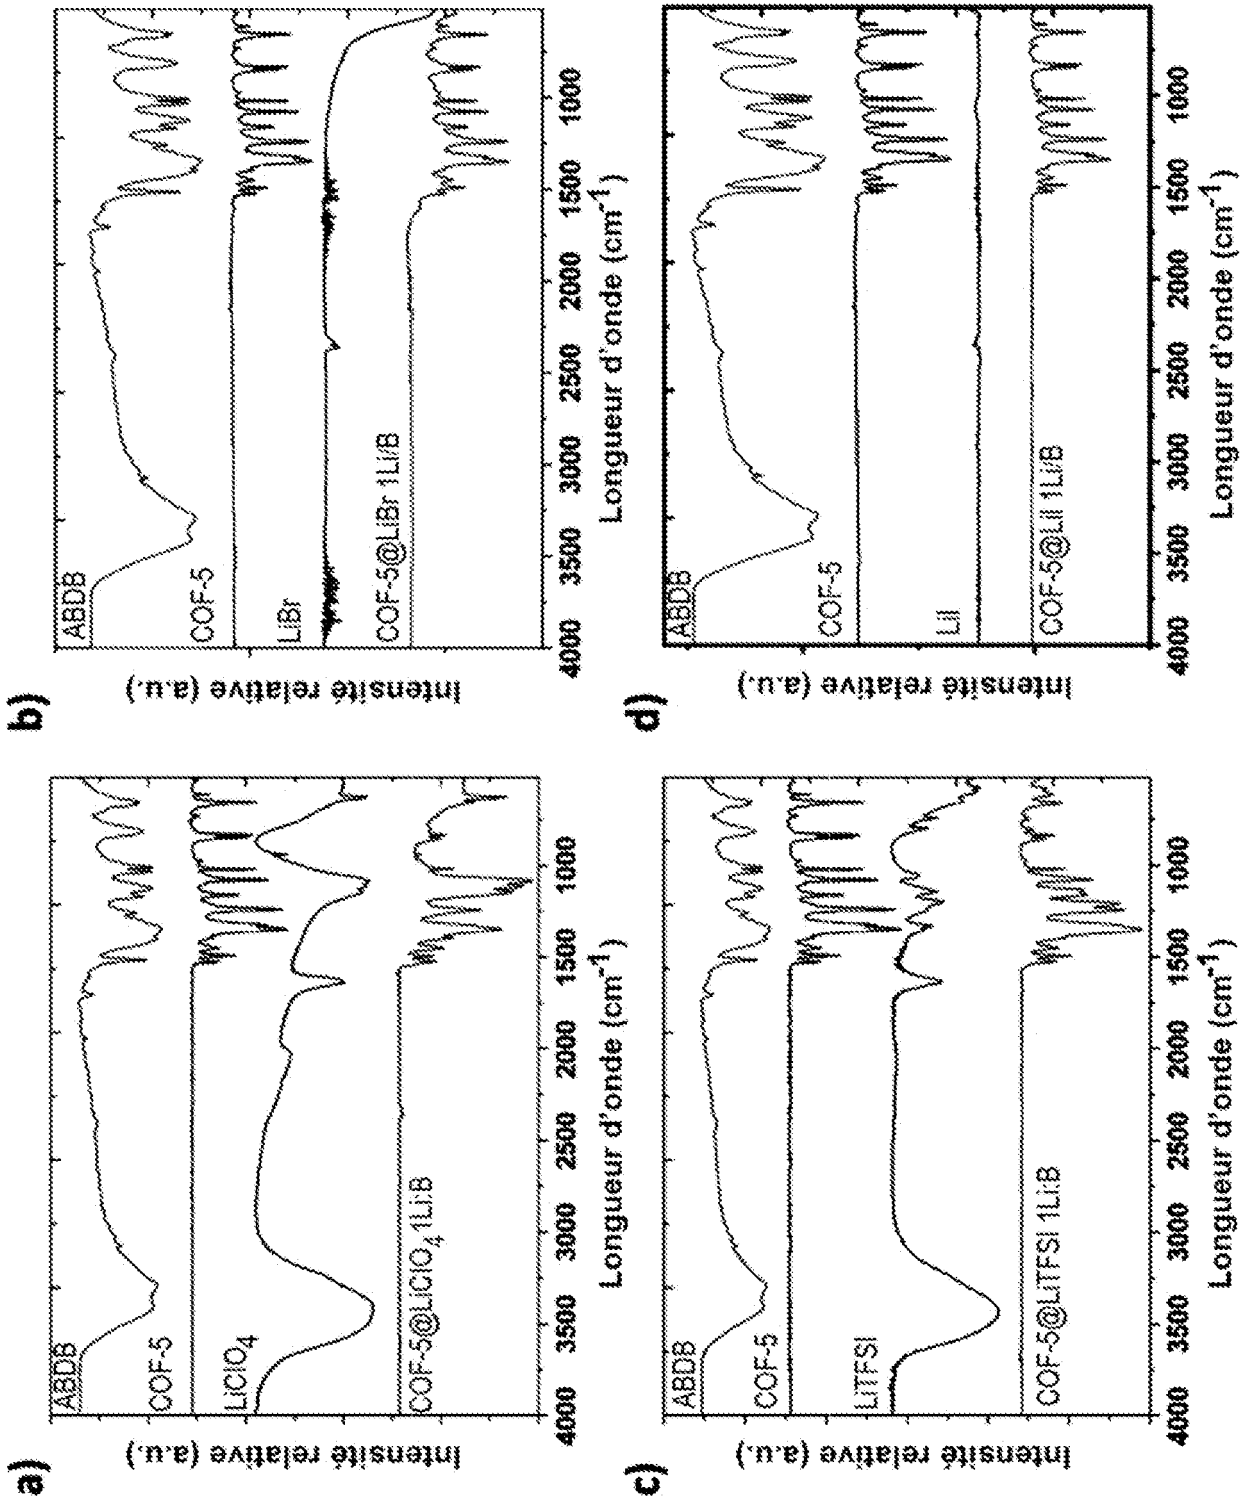 a)
ABDB
COF-5
LiClO4
COF-5@LiClO4 1Li:B
4000 3500 3000 2500 2000 1500 1000
Longueur d'onde (cm-1)
Intensité relative (a.u.)
b)
ABDB
COF-5
LiBr
COF-5@LiBr 1Li/B
4000 3500 3000 2500 2000 1500 1000
Longueur d'onde (cm-1)
Intensité relative (a.u.)
c)
ABDB
COF-5
LiTFSI
COF-5@LiTFSI 1Li:B
4000 3500 3000 2500 2000 1500 1000
Longueur d'onde (cm-1)
Intensité relative (a.u.)
d)
ABDB
COF-5
LiI
COF-5@LiI 1Li/B
4000 3500 3000 2500 2000 1500 1000
Longueur d'onde (cm-1)
Intensité relative (a.u.)